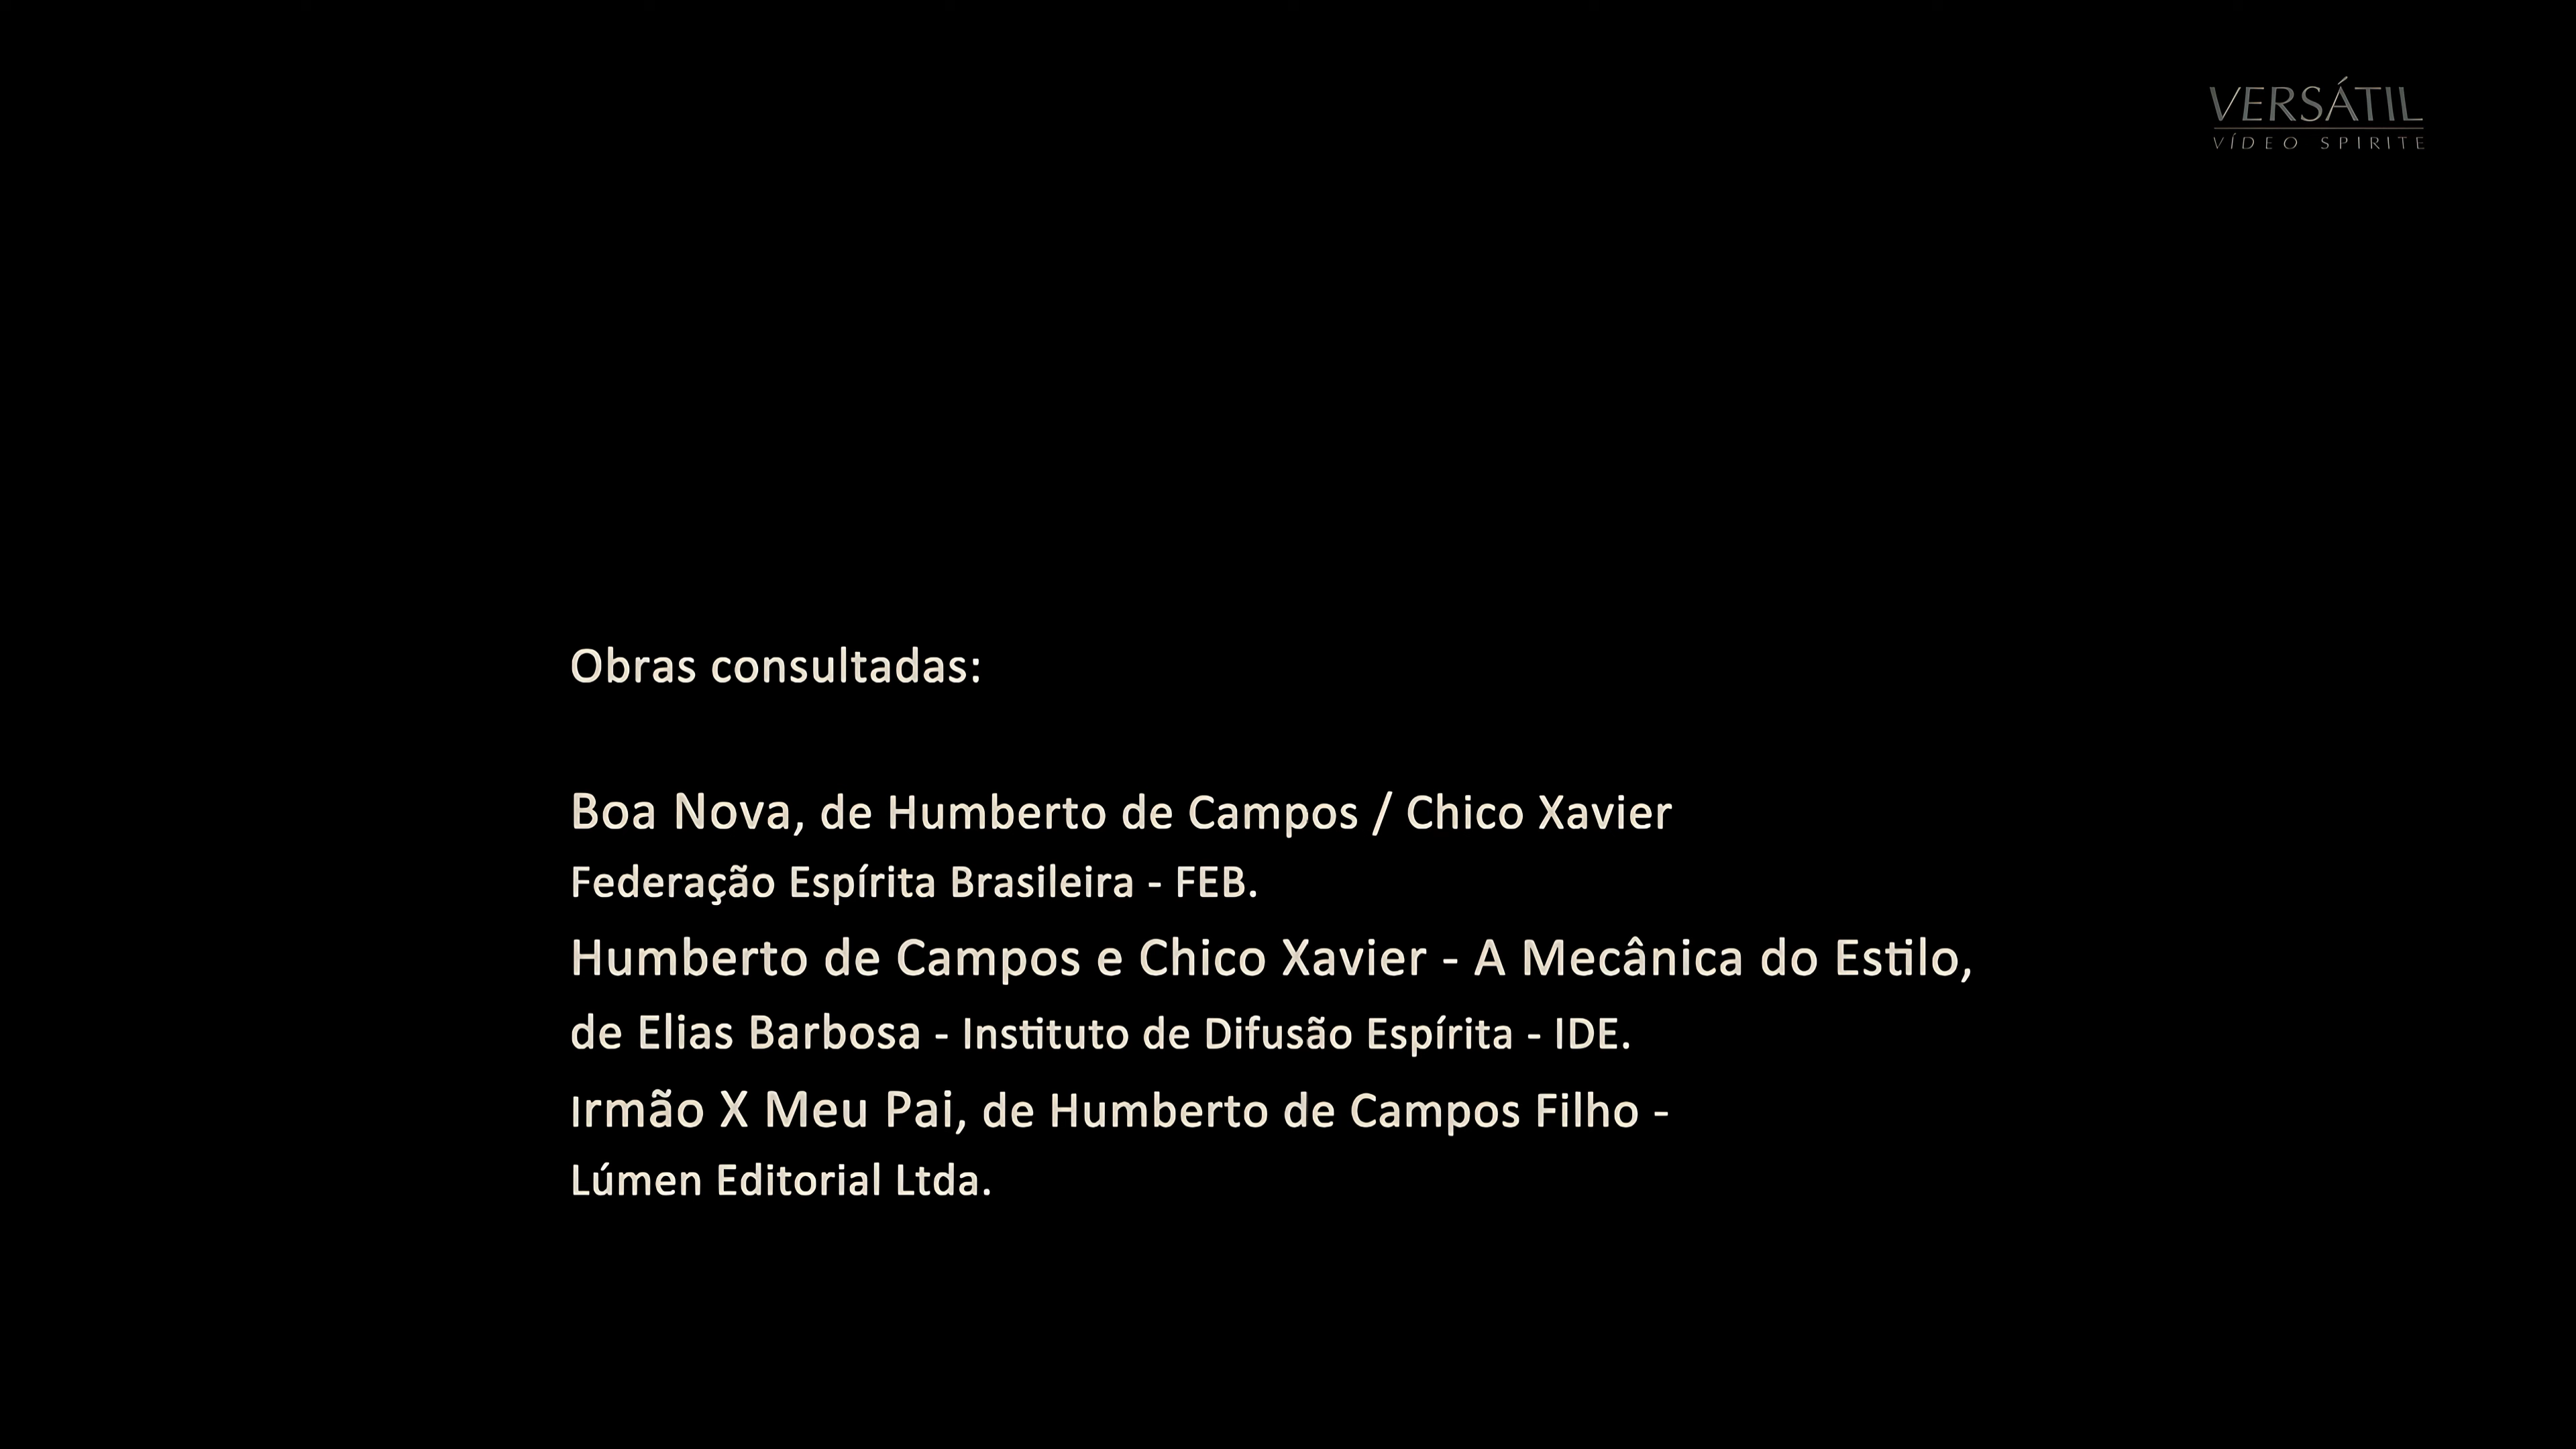 VERSÁTIL
VÍDEO SPIRITE
Obras consultadas:
Boa Nova, de Humberto de Campos / Chico Xavier
Federação Espírita Brasileira - FEB.
Humberto de Campos e Chico Xavier - A Mecânica do Estilo,
de Elias Barbosa - Instituto de Difusão Espírita - IDE.
Irmão X Meu Pai, de Humberto de Campos Filho -
Lúmen Editorial Ltda.